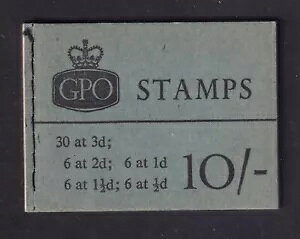 GPO STAMPS
30 at 3d;
6 at 2d; 6 at 1d
6 at 1½d; 6 at ½d 10/-